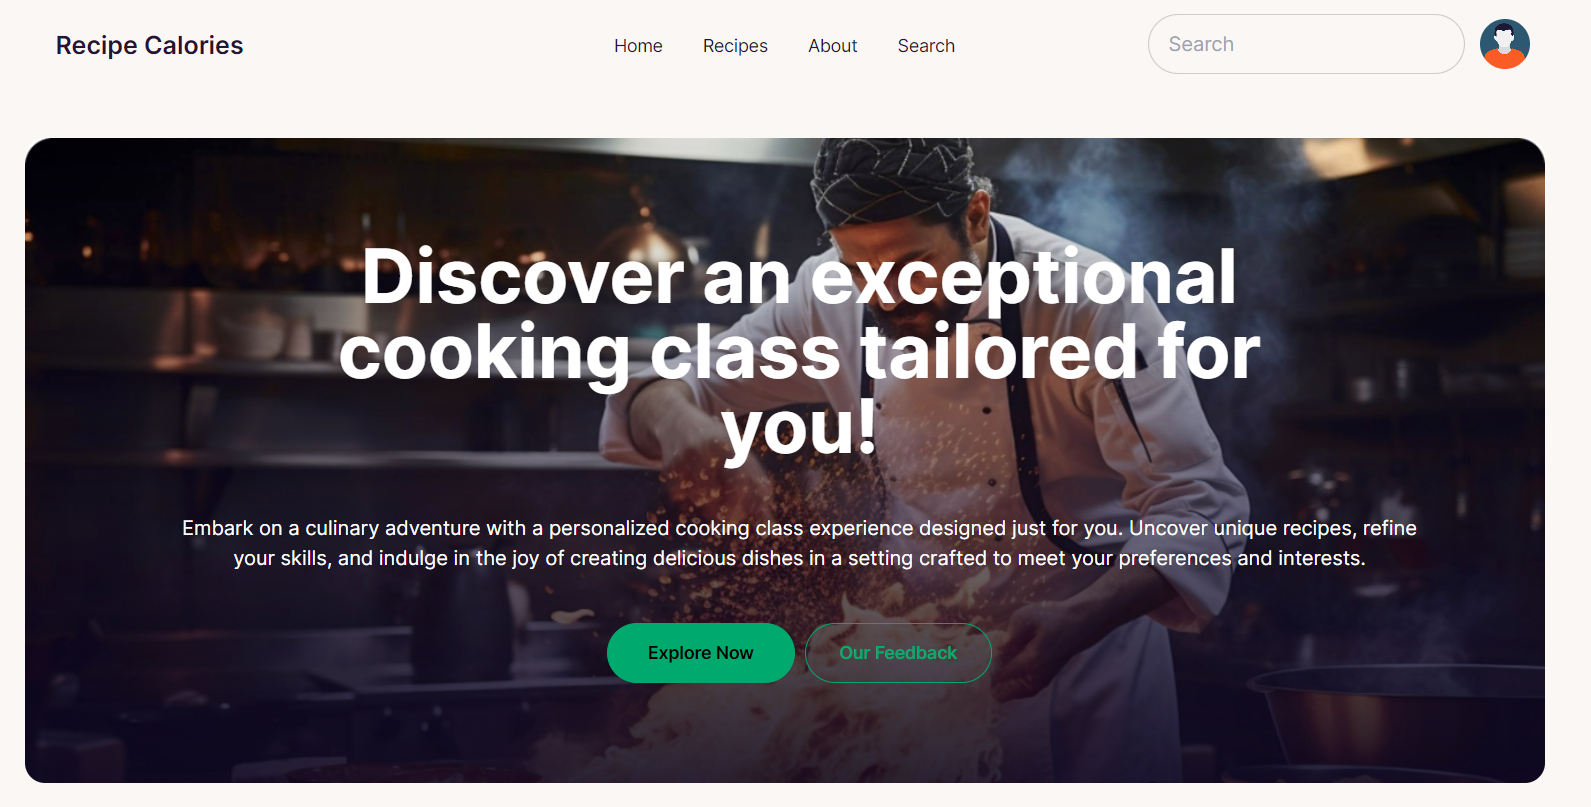 Recipe Calories
Home
Recipes
About
Search
Search
Discover an exceptional
cooking class tailored for
you!
Embark on a culinary adventure with a personalized cooking class experience designed just for you. Uncover unique recipes, refine
your skills, and indulge in the joy of creating delicious dishes in a setting crafted to meet your preferences and interests.
Explore Now
Our Feedback